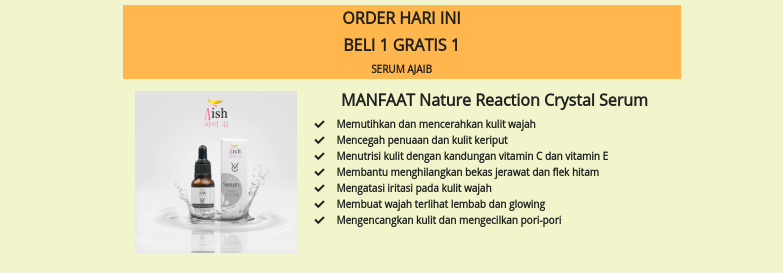 ORDER HARI INI
BELI 1 GRATIS 1
SERUM AJAIB
Aish
MANFAAT Nature Reaction Crystal Serum
Memutihkan dan mencerahkan kulit wajah
Mencegah penuaan dan kulit keriput
Menutrisi kulit dengan kandungan vitamin C dan vitamin E
Membantu menghilangkan bekas jerawat dan flek hitam
Mengatasi iritasi pada kulit wajah
Membuat wajah terlihat lembab dan glowing
Mengencangkan kulit dan mengecilkan pori-pori
Aish
Serum